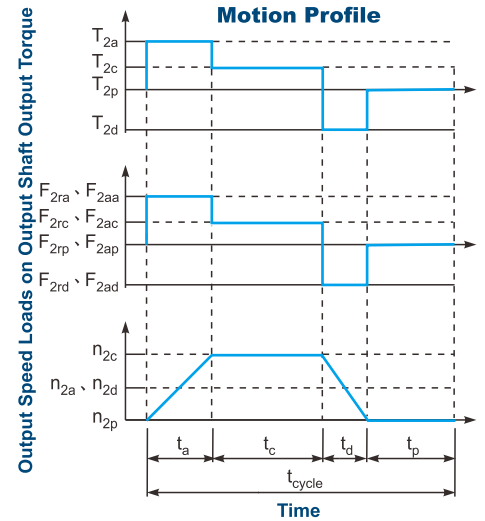 Motion Profile
Output Speed Loads on Output Shaft Output Torque
T2a
T2c
T2p
T2d
F2ra、F2aa
F2rc、F2ac
F2rp、F2ap
F2rd、F2ad
n2c
n2a、n2d
n2p
ta
tc
td
tp
tcycle
Time